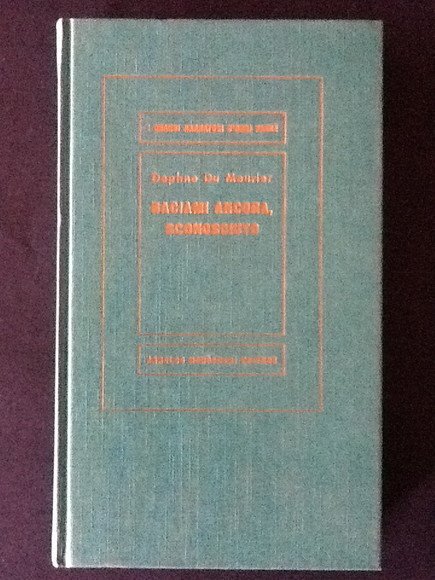 I GRANDI NARRATORI D'OGNI PAESE
Daphne Du Maurier
BACIAMI ANCORA,
SCONOSCIUTO
ARNOLDO MONDADORI EDITORE